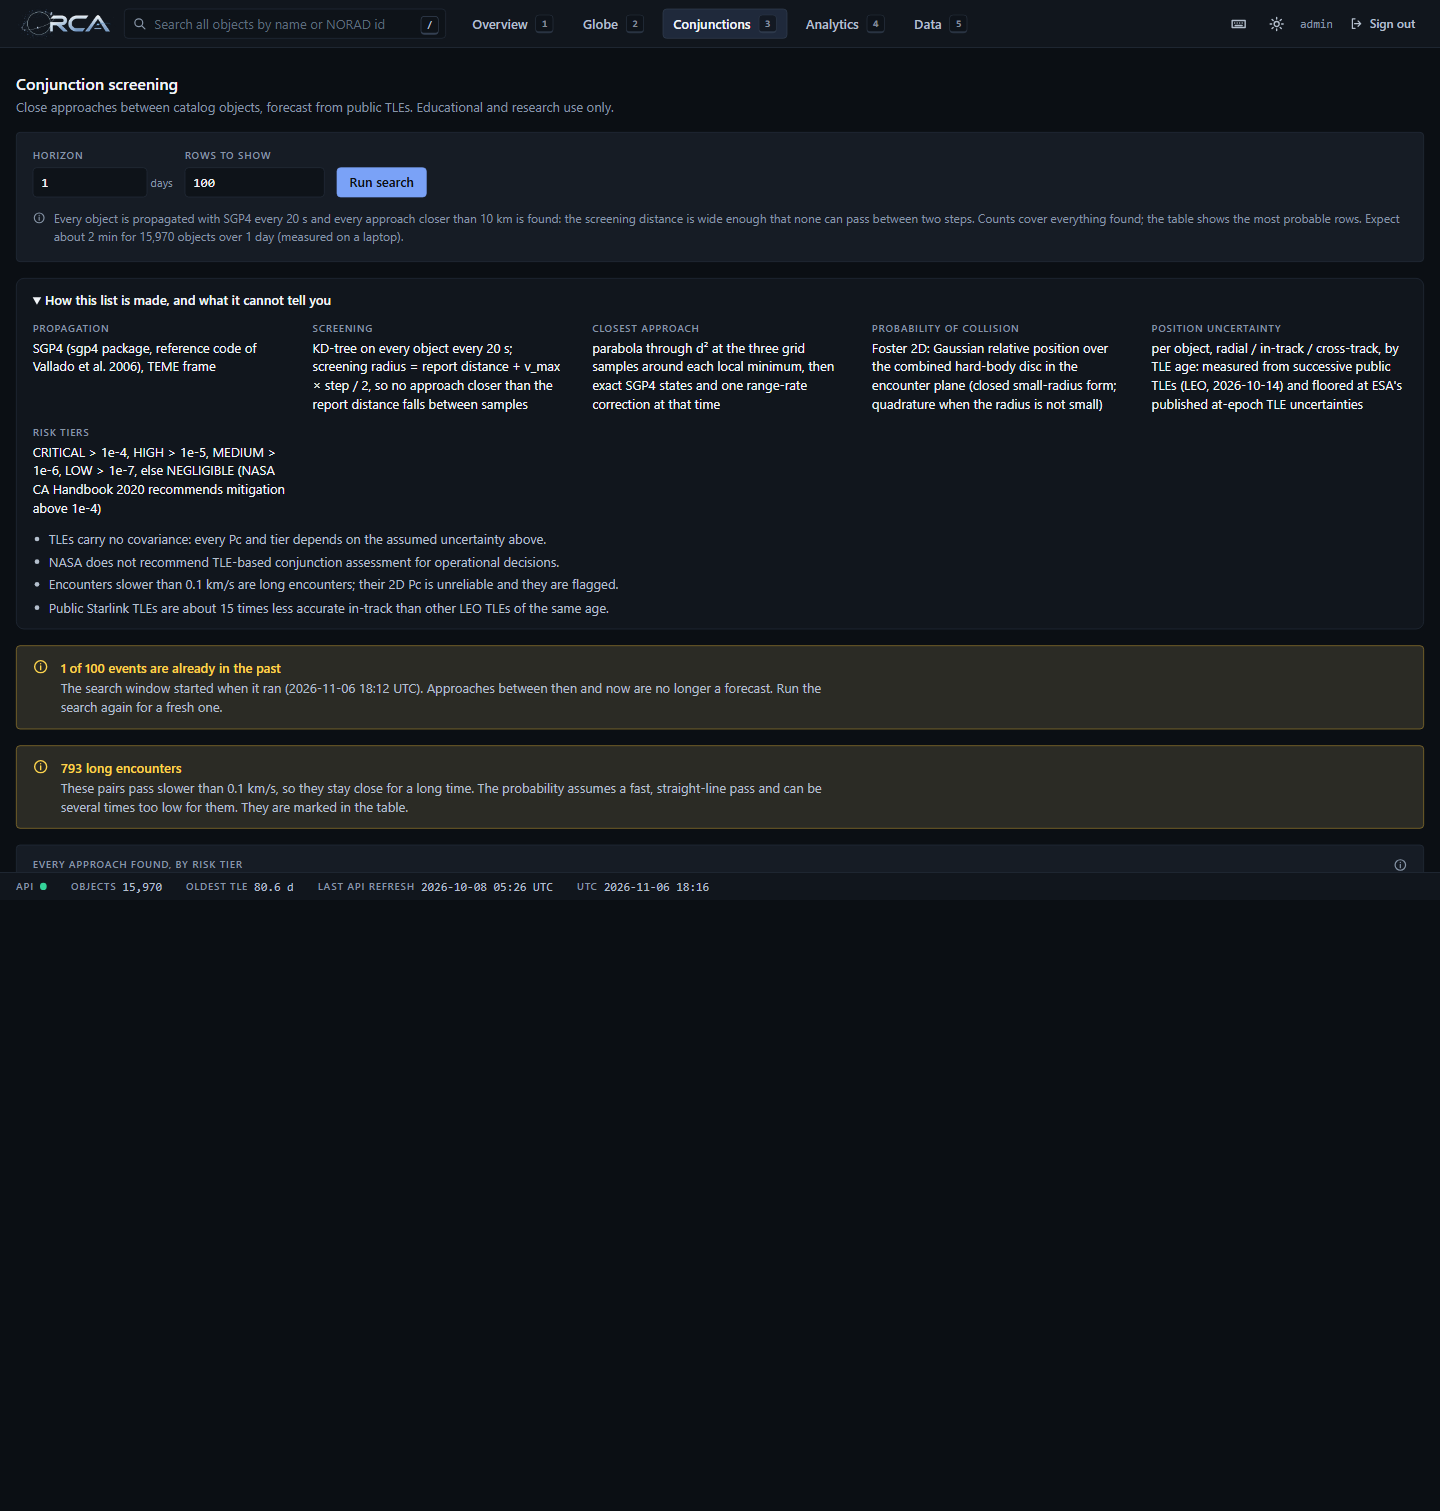 ORCA
Search all objects by name or NORAD id /
Overview 1
Globe 2
Conjunctions 3
Analytics 4
Data 5
admin
Sign out
Conjunction screening
Close approaches between catalog objects, forecast from public TLEs. Educational and research use only.
HORIZON
1 days
ROWS TO SHOW
100
Run search
Every object is propagated with SGP4 every 20 s and every approach closer than 10 km is found: the screening distance is wide enough that none can pass between two steps. Counts cover everything found; the table shows the most probable rows. Expect
about 2 min for 15,970 objects over 1 day (measured on a laptop).
▼ How this list is made, and what it cannot tell you
PROPAGATION
SGP4 (sgp4 package, reference code of
Vallado et al. 2006), TEME frame
SCREENING
KD-tree on every object every 20 s;
screening radius = report distance + v_max
× step / 2, so no approach closer than the
report distance falls between samples
CLOSEST APPROACH
parabola through d² at the three grid
samples around each local minimum, then
exact SGP4 states and one range-rate
correction at that time
PROBABILITY OF COLLISION
Foster 2D: Gaussian relative position over
the combined hard-body disc in the
encounter plane (closed small-radius form;
quadrature when the radius is not small)
POSITION UNCERTAINTY
per object, radial / in-track / cross-track, by
TLE age: measured from successive public
TLEs (LEO, 2026-10-14) and floored at ESA's
published at-epoch TLE uncertainties
RISK TIERS
CRITICAL > 1e-4, HIGH > 1e-5, MEDIUM >
1e-6, LOW > 1e-7, else NEGLIGIBLE (NASA
CA Handbook 2020 recommends mitigation
above 1e-4)
• TLEs carry no covariance: every Pc and tier depends on the assumed uncertainty above.
• NASA does not recommend TLE-based conjunction assessment for operational decisions.
• Encounters slower than 0.1 km/s are long encounters; their 2D Pc is unreliable and they are flagged.
• Public Starlink TLEs are about 15 times less accurate in-track than other LEO TLEs of the same age.
1 of 100 events are already in the past
The search window started when it ran (2026-11-06 18:12 UTC). Approaches between then and now are no longer a forecast. Run the
search again for a fresh one.
793 long encounters
These pairs pass slower than 0.1 km/s, so they stay close for a long time. The probability assumes a fast, straight-line pass and can be
several times too low for them. They are marked in the table.
EVERY APPROACH FOUND, BY RISK TIER
API
OBJECTS 15,970
OLDEST TLE 80.6 d
LAST API REFRESH 2026-10-08 05:26 UTC
UTC 2026-11-06 18:16